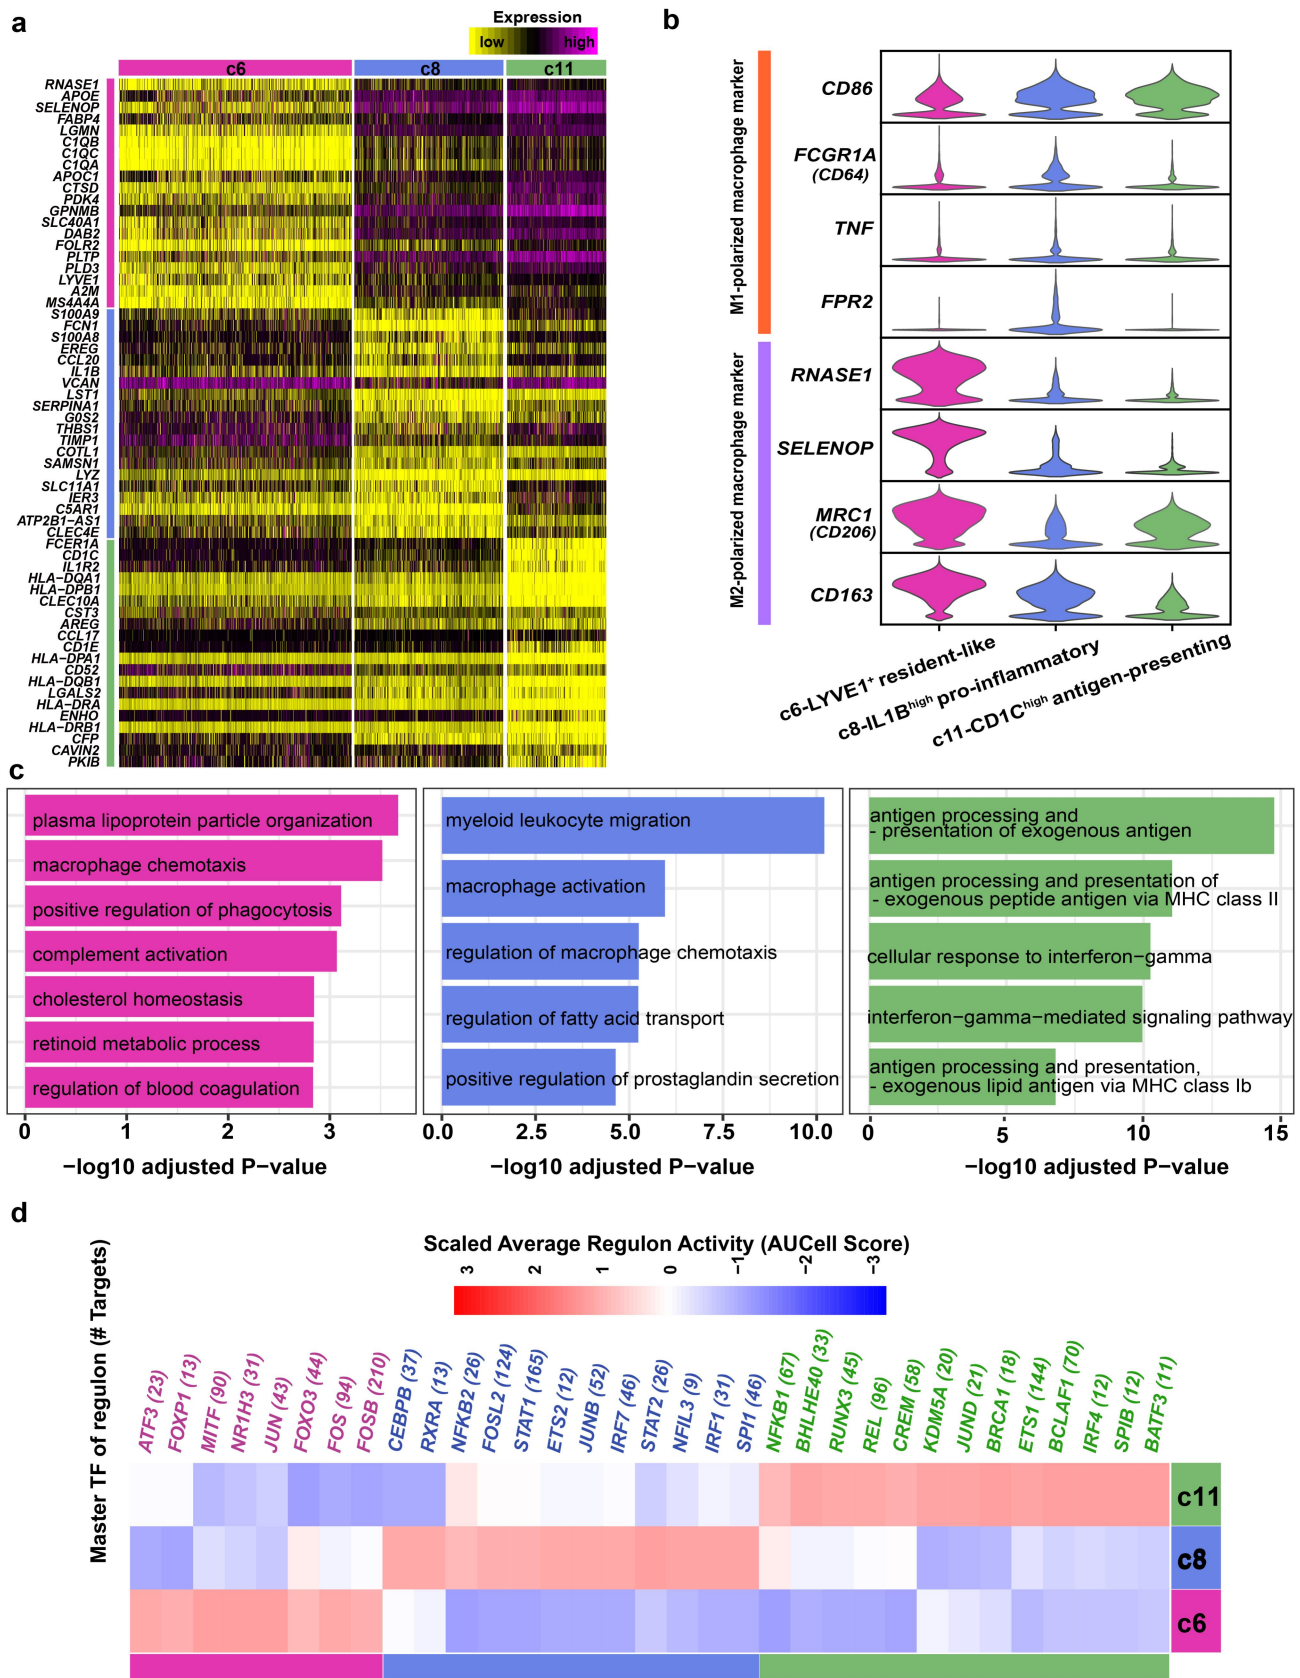 a
Expression
low high
c6 c8 c11
RNASE1
APOE
SELENOP
FABP4
LGMN
C1QB
C1QC
C1QA
APOC1
CTSD
PDK4
GPNMB
SLC40A1
DAB2
FOLR2
PLTP
PLD3
LYVE1
A2M
MS4A4A
S100A9
FCN1
S100A8
EREG
CCL20
IL1B
VCAN
LST1
SERPINA1
G0S2
THBS1
TIMP1
COTL1
SAMSN1
LYZ
SLC11A1
IER3
C5AR1
ATP2B1−AS1
CLEC4E
FCER1A
CD1C
IL1R2
HLA−DQA1
HLA−DPB1
CLEC10A
CST3
AREG
CCL17
CD1E
HLA−DPA1
CD52
HLA−DQB1
LGALS2
HLA−DRA
ENHO
HLA−DRB1
CFP
CAVIN2
PKIB
b
M1-polarized macrophage marker
CD86
FCGR1A
(CD64)
TNF
FPR2
M2-polarized macrophage marker
RNASE1
SELENOP
MRC1
(CD206)
CD163
c6-LYVE1+ resident-like
c8-IL1Bhigh pro-inflammatory
c11-CD1Chigh antigen-presenting
c
plasma lipoprotein particle organization
macrophage chemotaxis
positive regulation of phagocytosis
complement activation
cholesterol homeostasis
retinoid metabolic process
regulation of blood coagulation
0 1 2 3
−log10 adjusted P−value
myeloid leukocyte migration
macrophage activation
regulation of macrophage chemotaxis
regulation of fatty acid transport
positive regulation of prostaglandin secretion
0.0 2.5 5.0 7.5 10.0
−log10 adjusted P−value
antigen processing and
- presentation of exogenous antigen
antigen processing and presentation of
- exogenous peptide antigen via MHC class II
cellular response to interferon−gamma
interferon−gamma−mediated signaling pathway
antigen processing and presentation,
- exogenous lipid antigen via MHC class Ib
0 5 10 15
−log10 adjusted P−value
d
Scaled Average Regulon Activity (AUCell Score)
3 2 1 0 −1 −2 −3
Master TF of regulon (# Targets)
ATF3 (23)
FOXP1 (13)
MITF (90)
NR1H3 (31)
JUN (43)
FOXO3 (44)
FOS (94)
FOSB (210)
CEBPB (37)
RXRA (13)
NFKB2 (26)
FOSL2 (124)
STAT1 (165)
ETS2 (12)
JUNB (52)
IRF7 (46)
STAT2 (26)
NFIL3 (9)
IRF1 (31)
SPI1 (46)
NFKB1 (67)
BHLHE40 (33)
RUNX3 (45)
REL (96)
CREM (58)
KDM5A (20)
JUND (21)
BRCA1 (18)
ETS1 (144)
BCLAF1 (70)
IRF4 (12)
SPIB (12)
BATF3 (11)
c11
c8
c6